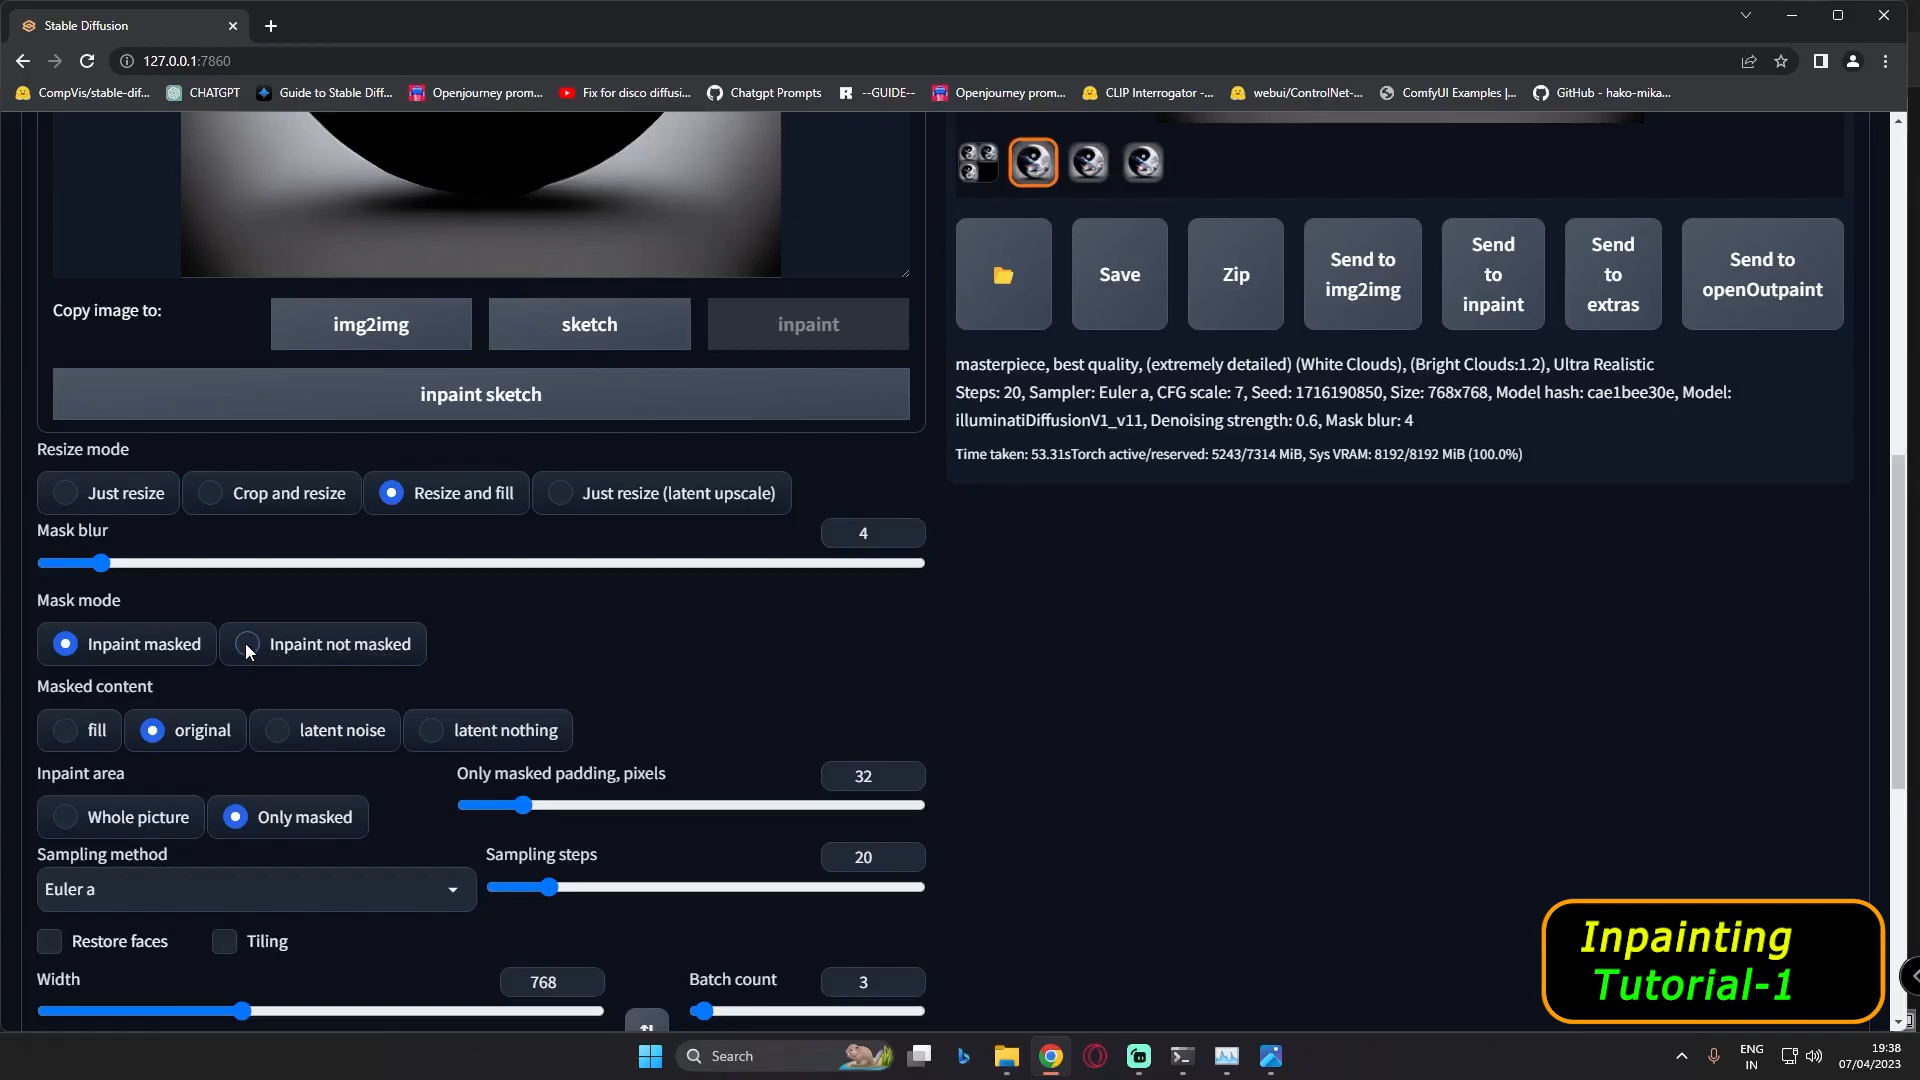 Stable Diffusion
127.0.0.1:7860
CompVis/stable-dif...
CHATGPT
Guide to Stable Diff...
Openjourney prom...
Fix for disco diffusi...
Chatgpt Prompts
--GUIDE--
Openjourney prom...
CLIP Interrogator -...
webui/ControlNet-...
ComfyUI Examples |...
GitHub - hako-mika...
Copy image to:
img2img
sketch
inpaint
inpaint sketch
Resize mode
Just resize
Crop and resize
Resize and fill
Just resize (latent upscale)
Mask blur
4
Mask mode
Inpaint masked
Inpaint not masked
Masked content
fill
original
latent noise
latent nothing
Inpaint area
Whole picture
Only masked
Only masked padding, pixels
32
Sampling method
Euler a
Sampling steps
20
Restore faces
Tiling
Width
768
Batch count
3
Save
Zip
Send to
img2img
Send
to
inpaint
Send
to
extras
Send to
openOutpaint
masterpiece, best quality, (extremely detailed) (White Clouds), (Bright Clouds:1.2), Ultra Realistic
Steps: 20, Sampler: Euler a, CFG scale: 7, Seed: 1716190850, Size: 768x768, Model hash: cae1bee30e, Model:
illuminatiDiffusionV1_v11, Denoising strength: 0.6, Mask blur: 4
Time taken: 53.31sTorch active/reserved: 5243/7314 MiB, Sys VRAM: 8192/8192 MiB (100.0%)
Inpainting
Tutorial-1
Search
ENG
IN
19:38
07/04/2023